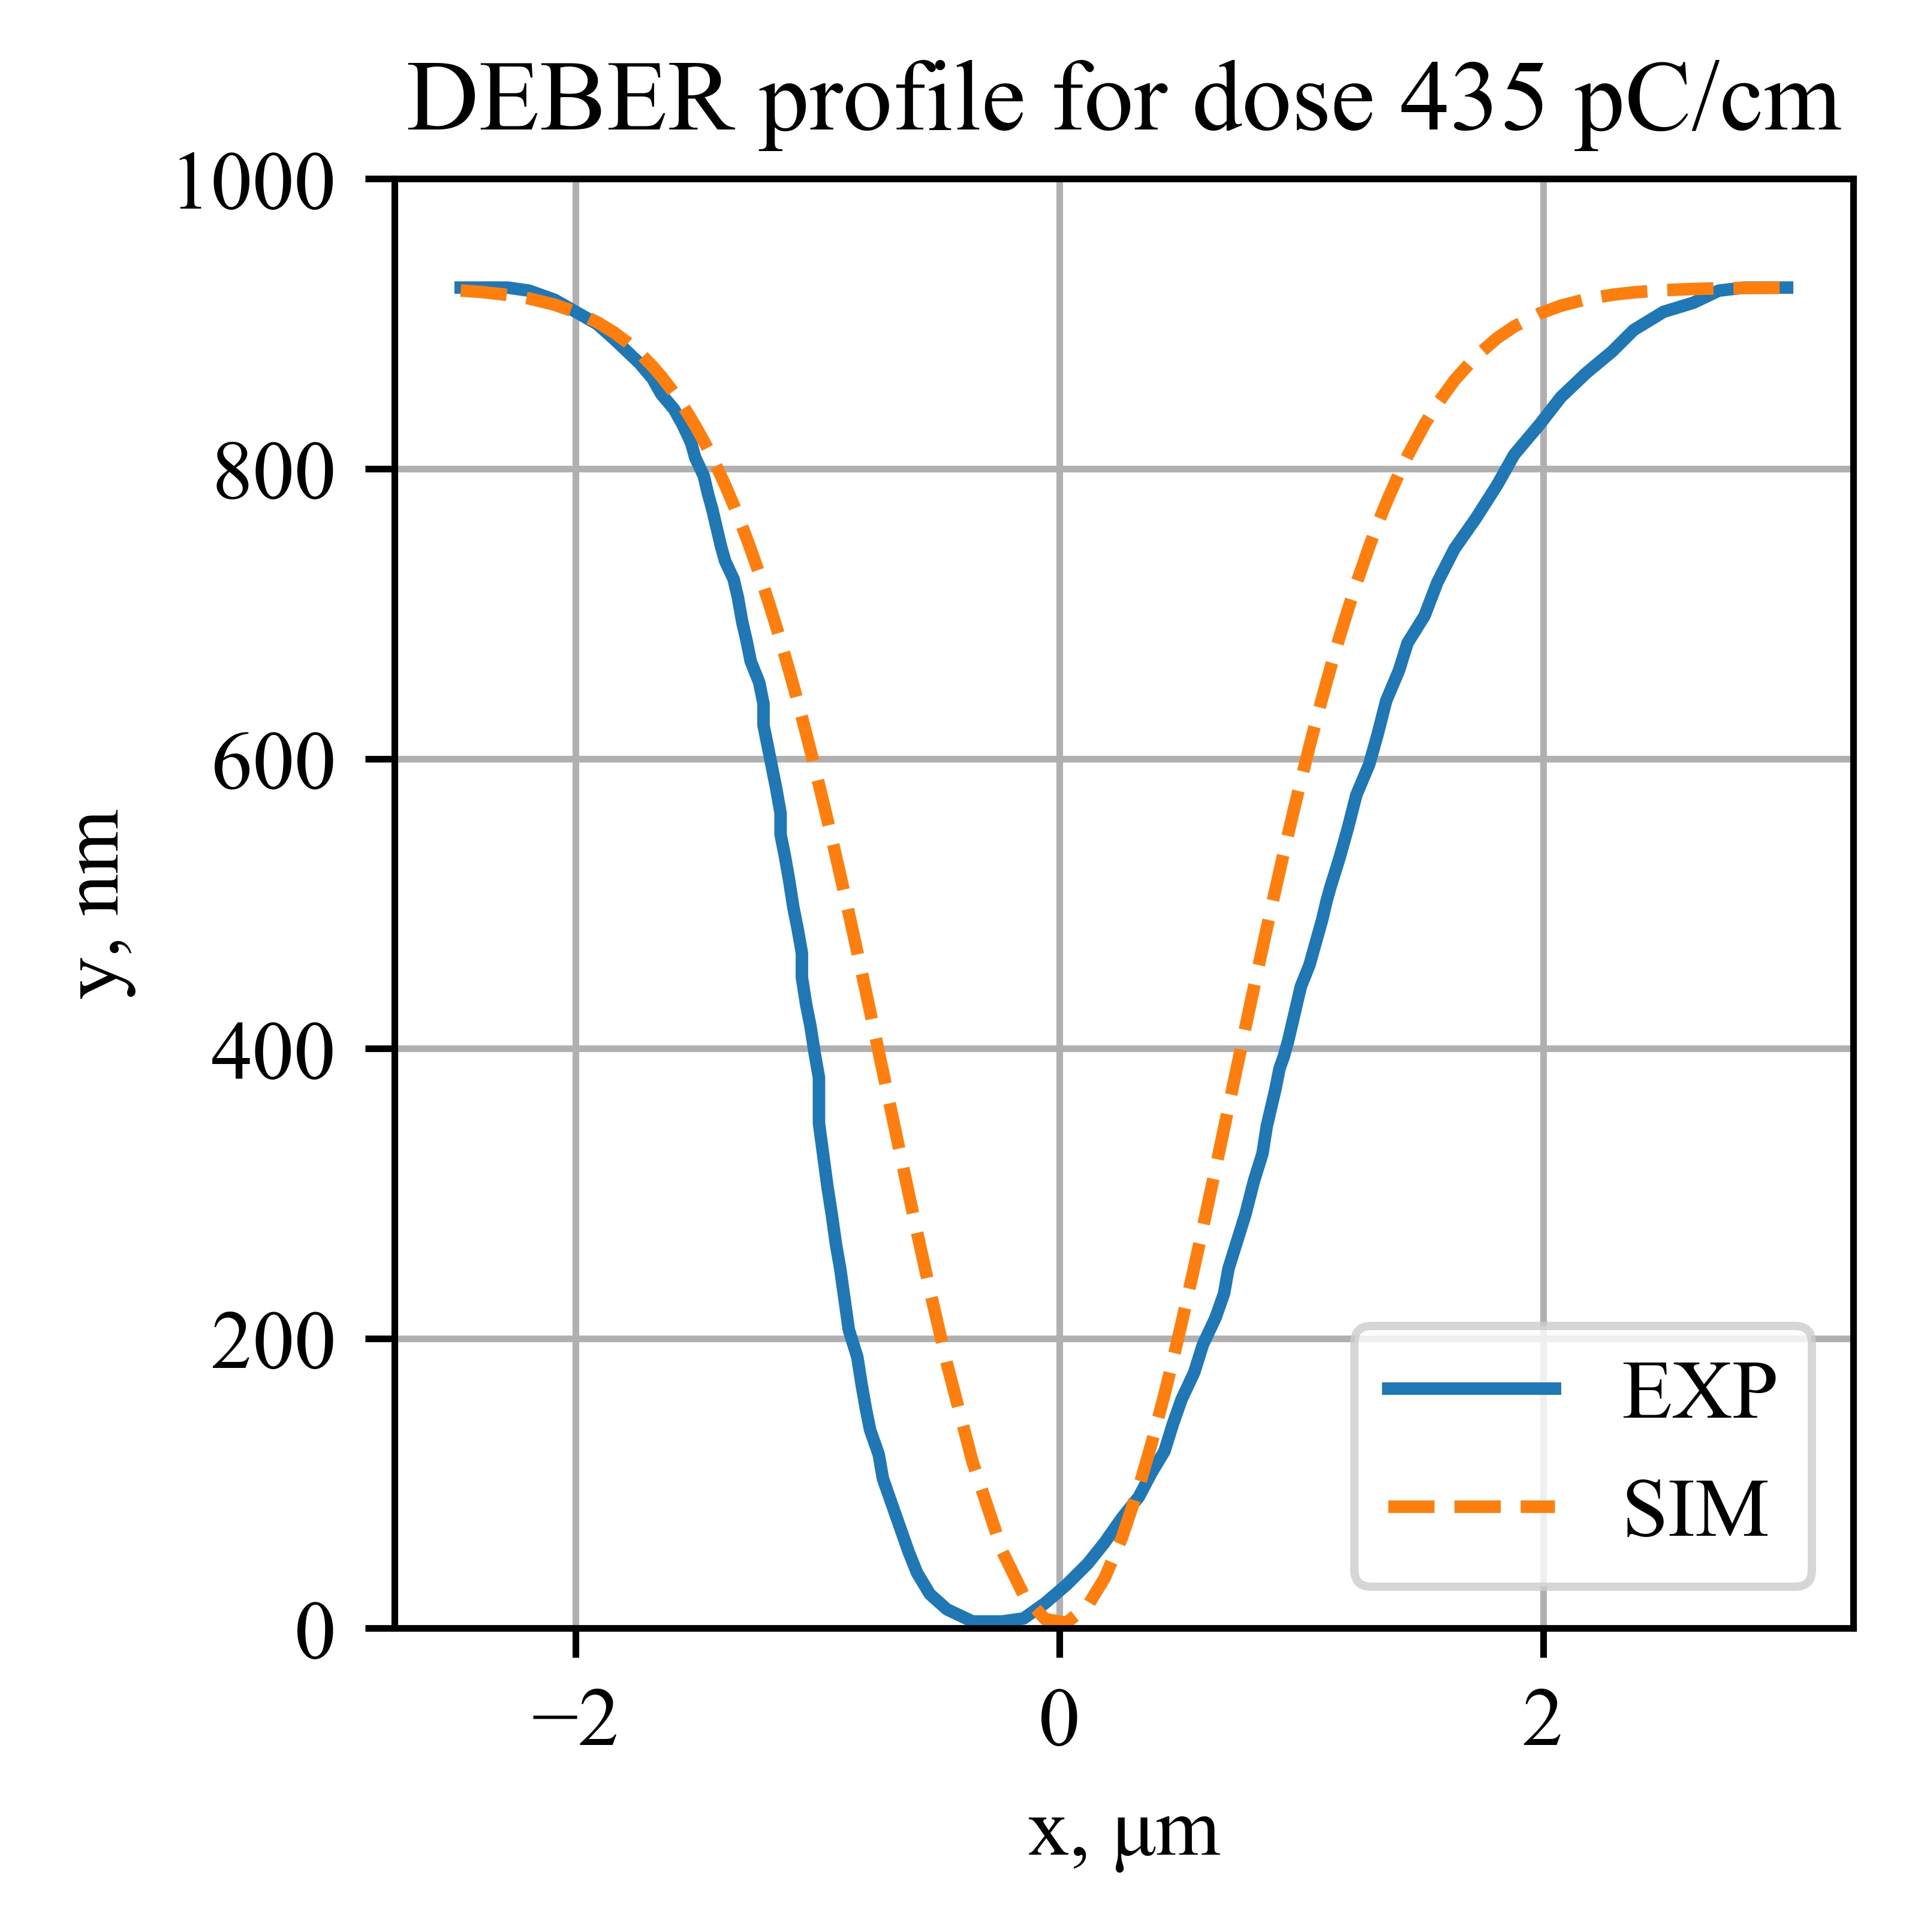 DEBER profile for dose 435 pC/cm
1000
800
600
400
200
0
y, nm
−2
0
2
x, μm
EXP
SIM